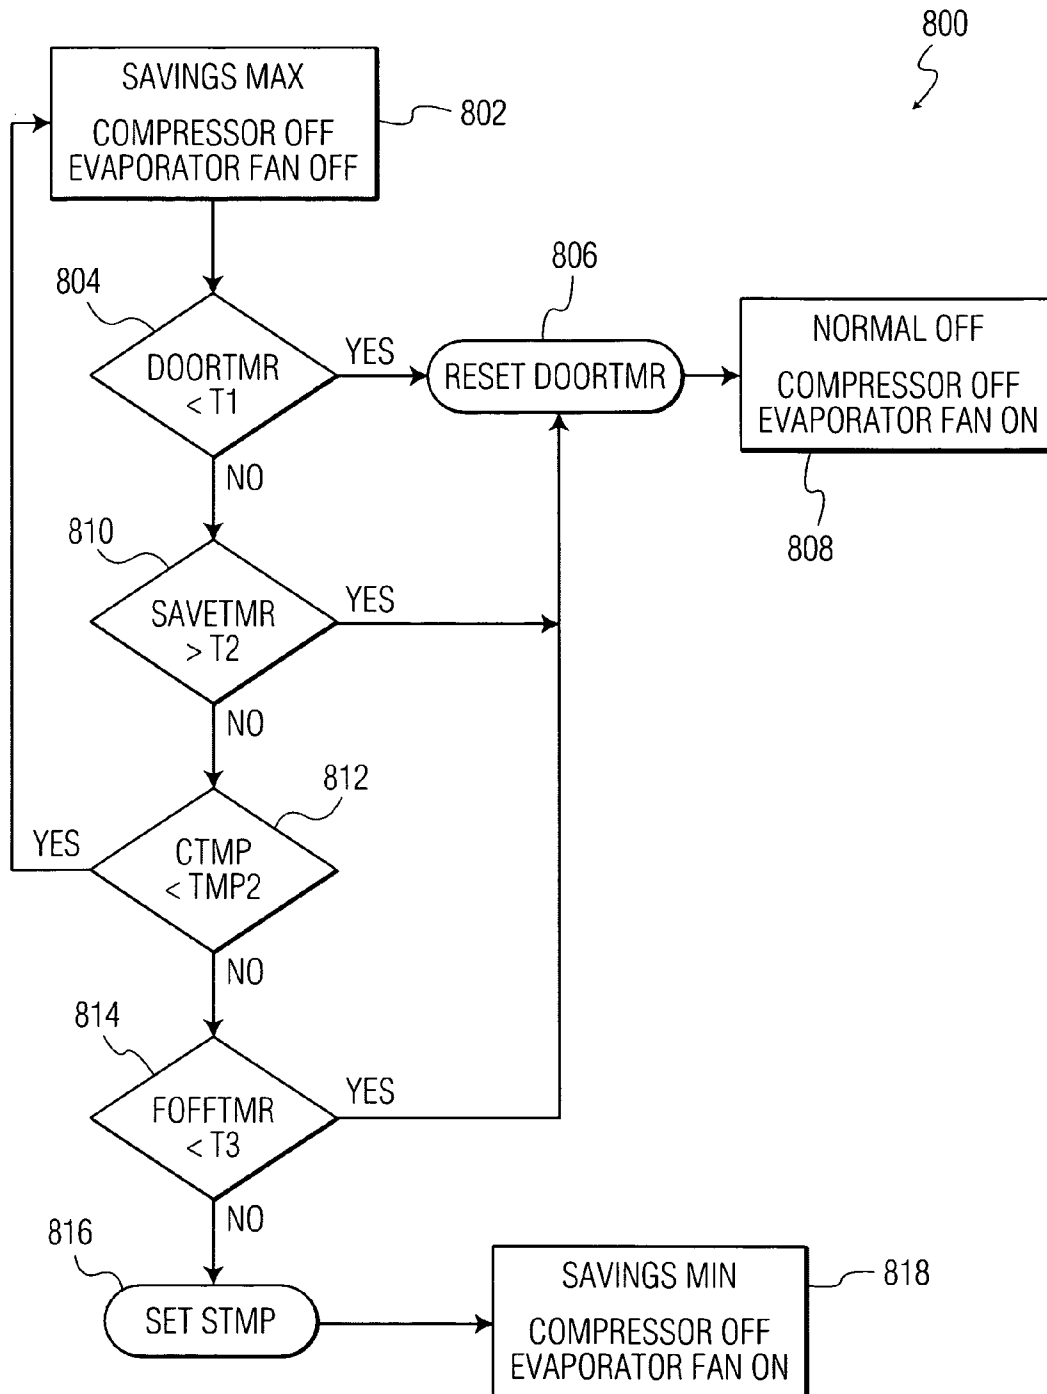 800
SAVINGS MAX
COMPRESSOR OFF
EVAPORATOR FAN OFF
802
804
DOORTMR
< T1
YES
NO
806
RESET DOORTMR
NORMAL OFF
COMPRESSOR OFF
EVAPORATOR FAN ON
808
810
SAVETMR
> T2
YES
NO
812
CTMP
< TMP2
YES
NO
814
FOFFTMR
< T3
YES
NO
816
SET STMP
SAVINGS MIN
COMPRESSOR OFF
EVAPORATOR FAN ON
818